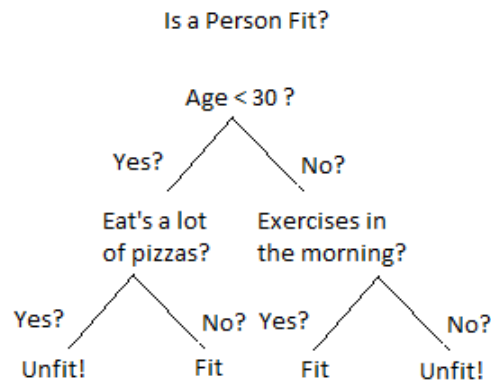 Is a Person Fit?
Age < 30 ?
Yes?
No?
Eat's a lot
of pizzas?
Exercises in
the morning?
Yes?
No?
Yes?
No?
Unfit!
Fit
Fit
Unfit!